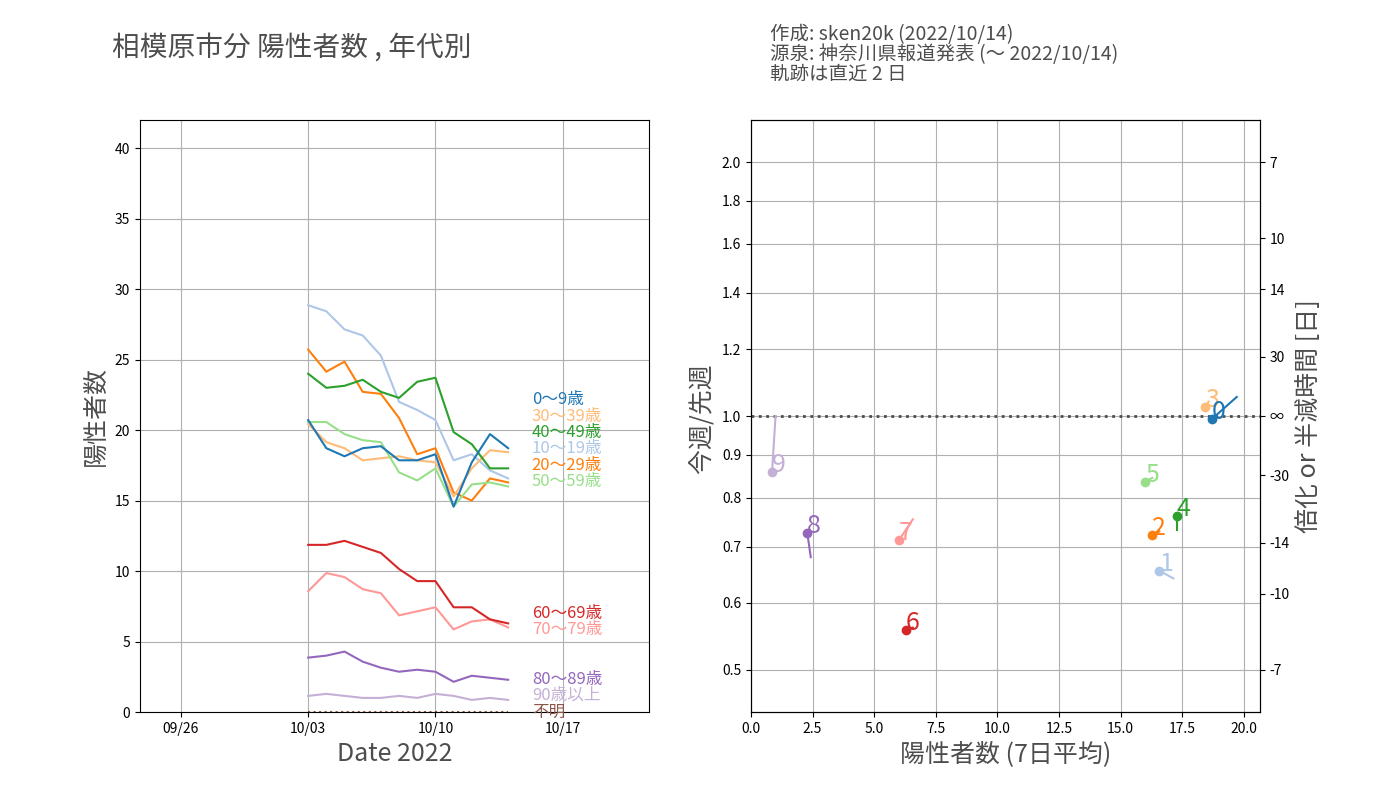 相模原市分 陽性者数 , 年代別
作成: sken20k (2022/10/14)
源泉: 神奈川県報道発表 (〜 2022/10/14)
軌跡は直近 2 日
陽性者数
40
35
30
25
20
15
10
5
0
09/26
10/03
10/10
10/17
Date 2022
0〜9歳
30〜39歳
40〜49歳
10〜19歳
20〜29歳
50〜59歳
60〜69歳
70〜79歳
80〜89歳
90歳以上
不明
今週/先週
2.0
1.8
1.6
1.4
1.2
1.0
0.9
0.8
0.7
0.6
0.5
0.0
2.5
5.0
7.5
10.0
12.5
15.0
17.5
20.0
陽性者数 (7日平均)
3
0
9
5
4
8
2
7
1
6
7
10
14
30
∞
-30
-14
-10
-7
倍化 or 半減時間 [日]